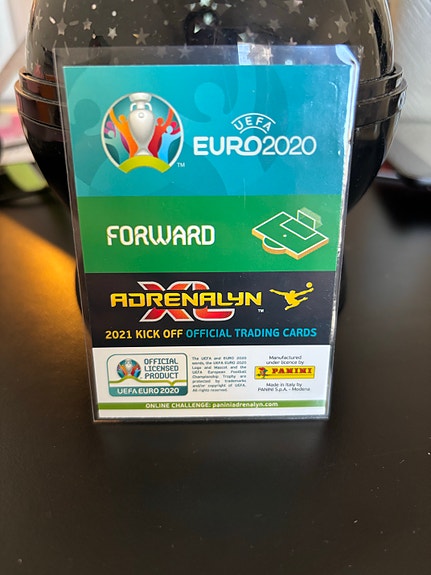 UEFA
EURO2020
TM
FORWARD
ADRENALYN
XL
TM
2021 KICK OFF OFFICIAL TRADING CARDS
OFFICIAL
LICENSED
PRODUCT
UEFA EURO 2020
The UEFA and EURO 2020
words, the UEFA EURO 2020
Logo and Mascot and the
UEFA European Football
Championship Trophy are
protected by trademarks
and/or copyright of UEFA.
All rights reserved.
Manufactured
under licence by
PANINI
Made in Italy by
PANINI S.p.A. - Modena
ONLINE CHALLENGE: paniniadrenalyn.com